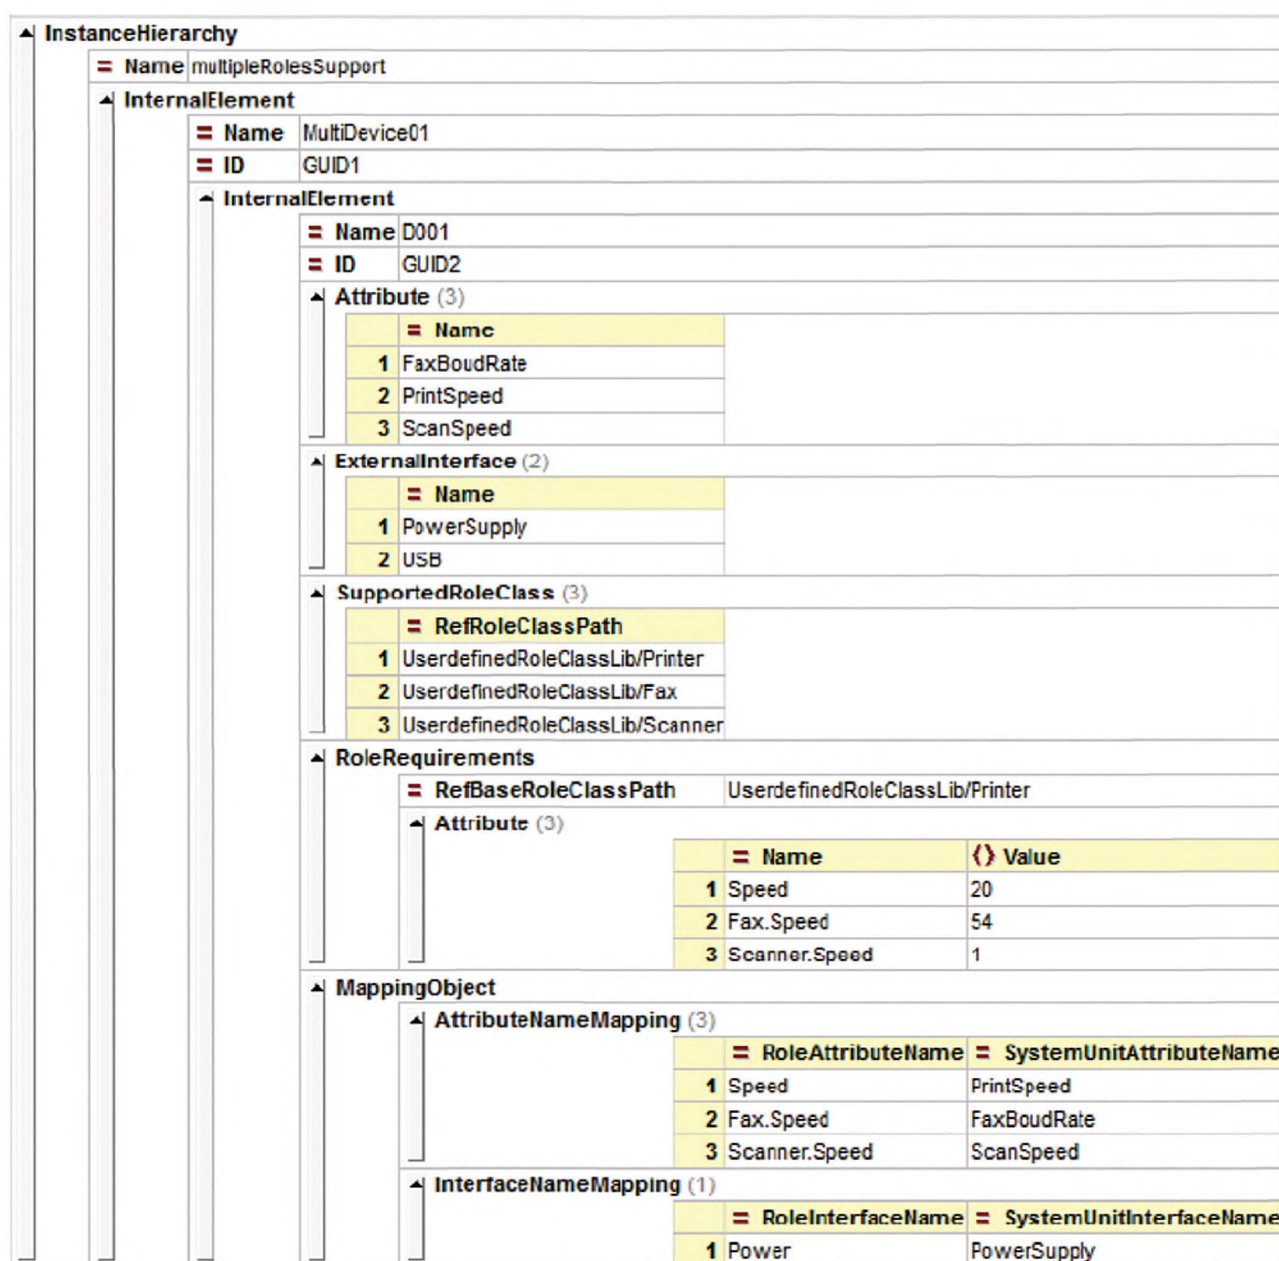 InstanceHierarchy
= Name multipleRolesSupport
InternalElement
= Name MultiDevice01
= ID GUID1
InternalElement
= Name D001
= ID GUID2
Attribute (3)
= Name
1 FaxBoudRate
2 PrintSpeed
3 ScanSpeed
ExternalInterface (2)
= Name
1 PowerSupply
2 USB
SupportedRoleClass (3)
= RefRoleClassPath
1 UserdefinedRoleClassLib/Printer
2 UserdefinedRoleClassLib/Fax
3 UserdefinedRoleClassLib/Scanner
RoleRequirements
= RefBaseRoleClassPath UserdefinedRoleClassLib/Printer
Attribute (3)
= Name {} Value
1 Speed 20
2 Fax.Speed 54
3 Scanner.Speed 1
MappingObject
AttributeNameMapping (3)
= RoleAttributeName = SystemUnitAttributeName
1 Speed PrintSpeed
2 Fax.Speed FaxBoudRate
3 Scanner.Speed ScanSpeed
InterfaceNameMapping (1)
= RoleInterfaceName = SystemUnitInterfaceName
1 Power PowerSupply